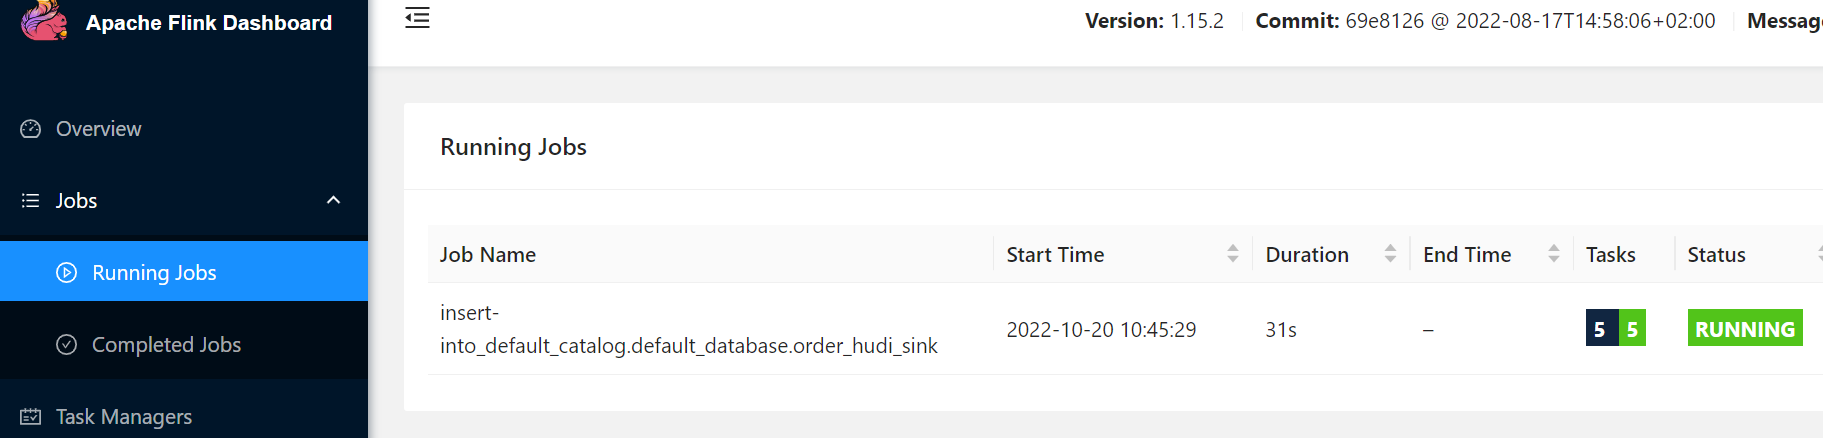 Apache Flink Dashboard
Version: 1.15.2 Commit: 69e8126 @ 2022-08-17T14:58:06+02:00 Messag
Overview
Jobs
Running Jobs
Completed Jobs
Task Managers
Running Jobs
Job Name Start Time Duration End Time Tasks Status
insert-
into_default_catalog.default_database.order_hudi_sink 2022-10-20 10:45:29 31s – 5 5 RUNNING